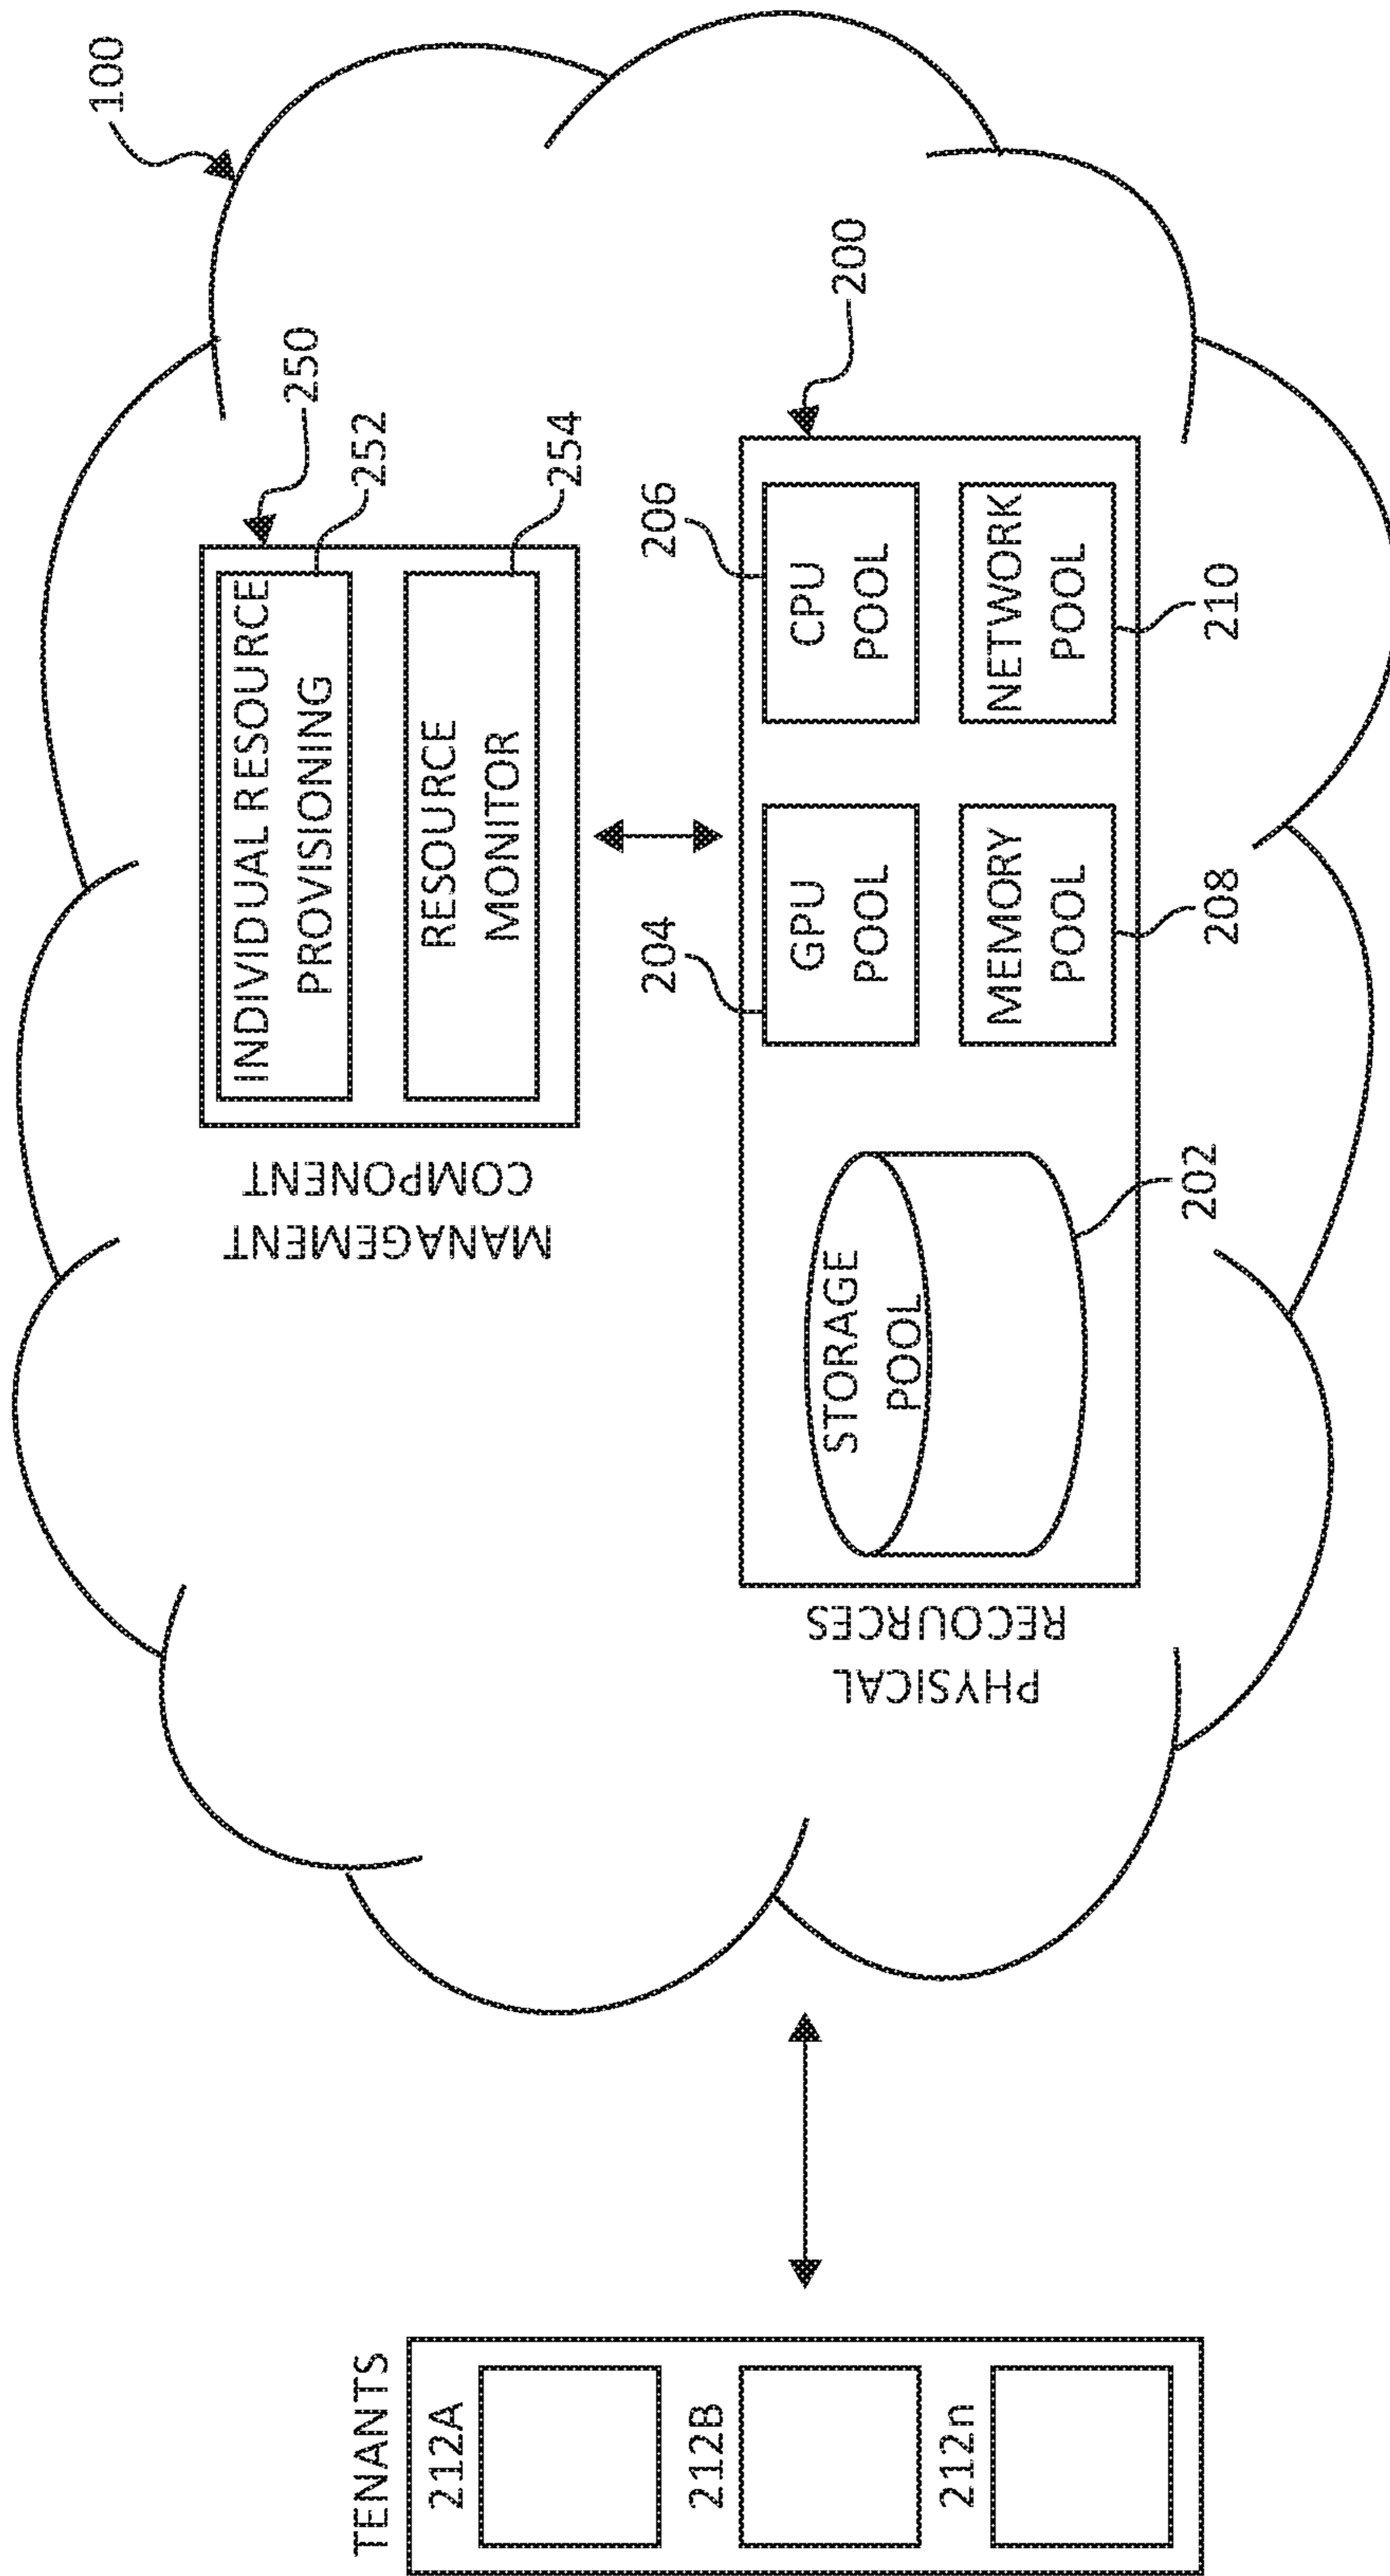 100
250
INDIVIDUAL RESOURCE
PROVISIONING
252
RESOURCE
MONITOR
254
MANAGEMENT
COMPONENT
200
204
206
GPU
POOL
CPU
POOL
STORAGE
POOL
MEMORY
POOL
NETWORK
POOL
202
208
210
PHYSICAL
RECOURCES
TENANTS
212A
212B
212n